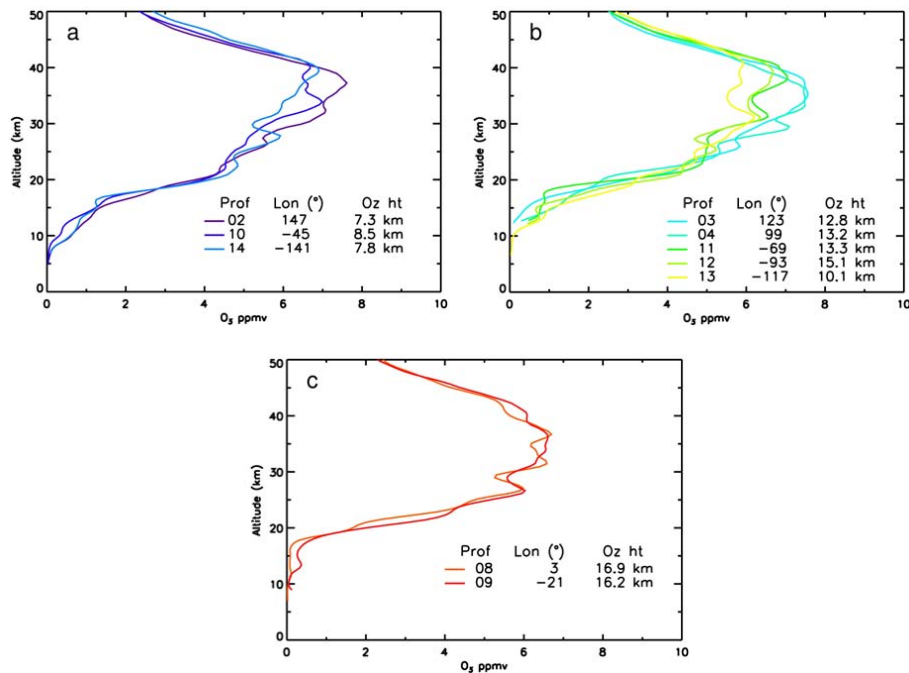 a
50
40
30
20
10
0
Altitude (km)
Prof Lon (°) Oz ht
02 147 7.3 km
10 −45 8.5 km
14 −141 7.8 km
0 2 4 6 8 10
O₃ ppmv
b
50
40
30
20
10
0
Altitude (km)
Prof Lon (°) Oz ht
03 123 12.8 km
04 99 13.2 km
11 −69 13.3 km
12 −93 15.1 km
13 −117 10.1 km
0 2 4 6 8 10
O₃ ppmv
c
50
40
30
20
10
0
Altitude (km)
Prof Lon (°) Oz ht
08 3 16.9 km
09 −21 16.2 km
0 2 4 6 8 10
O₃ ppmv